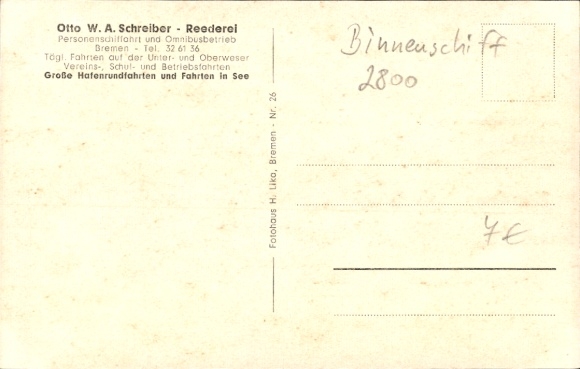 Otto W. A. Schreiber - Reederei
Personenschiffahrt und Omnibusbetrieb
Bremen - Tel. 32 61 36
Tägl. Fahrten auf der Unter- und Oberweser
Vereins-, Schul- und Betriebsfahrten
Große Hafenrundfahrten und Fahrten in See
Binnenschiff
2800
Fotohaus H. Lika, Bremen - Nr. 26
7€